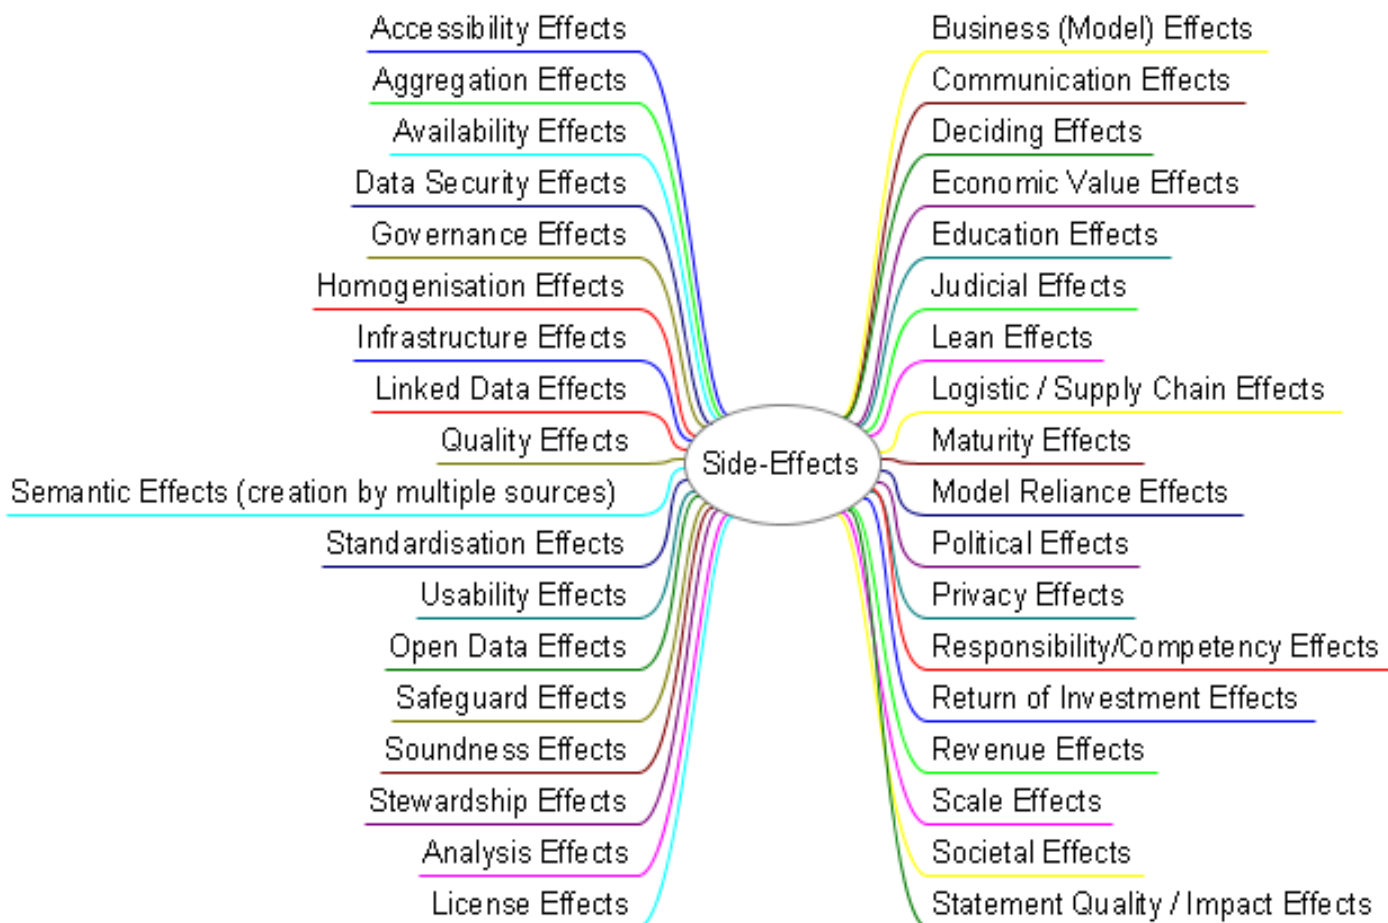 Accessibility Effects
Aggregation Effects
Availability Effects
Data Security Effects
Governance Effects
Homogenisation Effects
Infrastructure Effects
Linked Data Effects
Quality Effects
Semantic Effects (creation by multiple sources)
Standardisation Effects
Usability Effects
Open Data Effects
Safeguard Effects
Soundness Effects
Stewardship Effects
Analysis Effects
License Effects
Side-Effects
Business (Model) Effects
Communication Effects
Deciding Effects
Economic Value Effects
Education Effects
Judicial Effects
Lean Effects
Logistic / Supply Chain Effects
Maturity Effects
Model Reliance Effects
Political Effects
Privacy Effects
Responsibility/Competency Effects
Return of Investment Effects
Revenue Effects
Scale Effects
Societal Effects
Statement Quality / Impact Effects